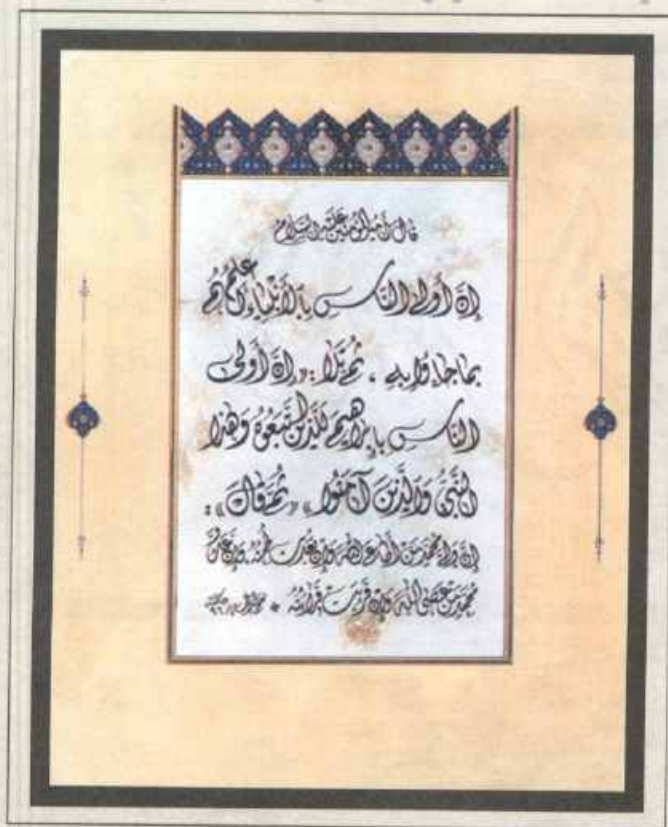 قال أمير المؤمنين عليه السلام
إن أولى الناس بالأنبياء أعلمهم
بما جاءوا به ، ثم تلا : « إن أولى
الناس بإبراهيم للذين اتبعوه وهذا
النبي والذين آمنوا » « ثم قال » :
إن ولي محمد من أطاع الله وإن بعدت لحمته وإن عدو
محمد من عصى الله وإن قربت قرابته *